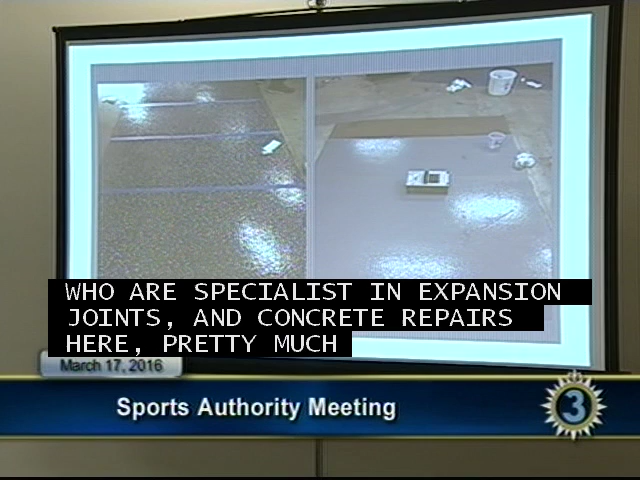 WHO ARE SPECIALIST IN EXPANSION
JOINTS, AND CONCRETE REPAIRS
HERE, PRETTY MUCH
March 17, 2016
Sports Authority Meeting
3